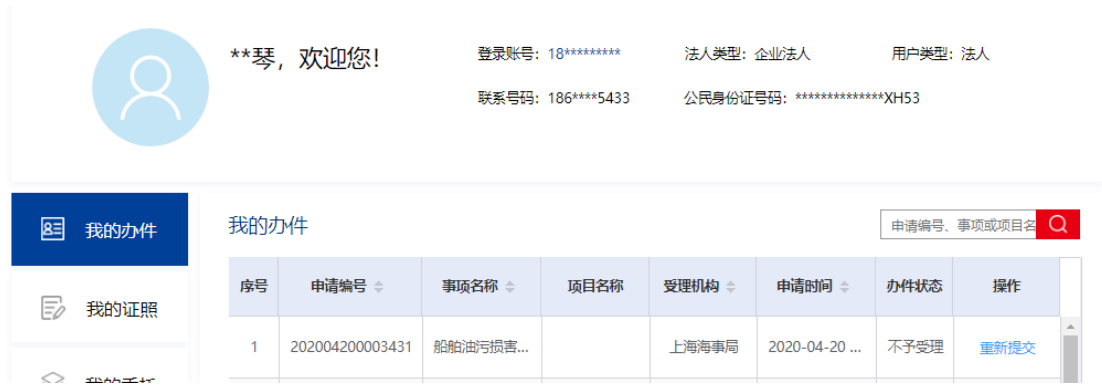 **琴，欢迎您!
登录账号：18********* 法人类型：企业法人 用户类型：法人
联系号码：186****5433 公民身份证号码：**************XH53
我的办件
我的证照
我的办件
申请编号、事项或项目名
序号 申请编号 事项名称 项目名称 受理机构 申请时间 办件状态 操作
1 202004200003431 船舶油污损害... 上海海事局 2020-04-20 ... 不予受理 重新提交